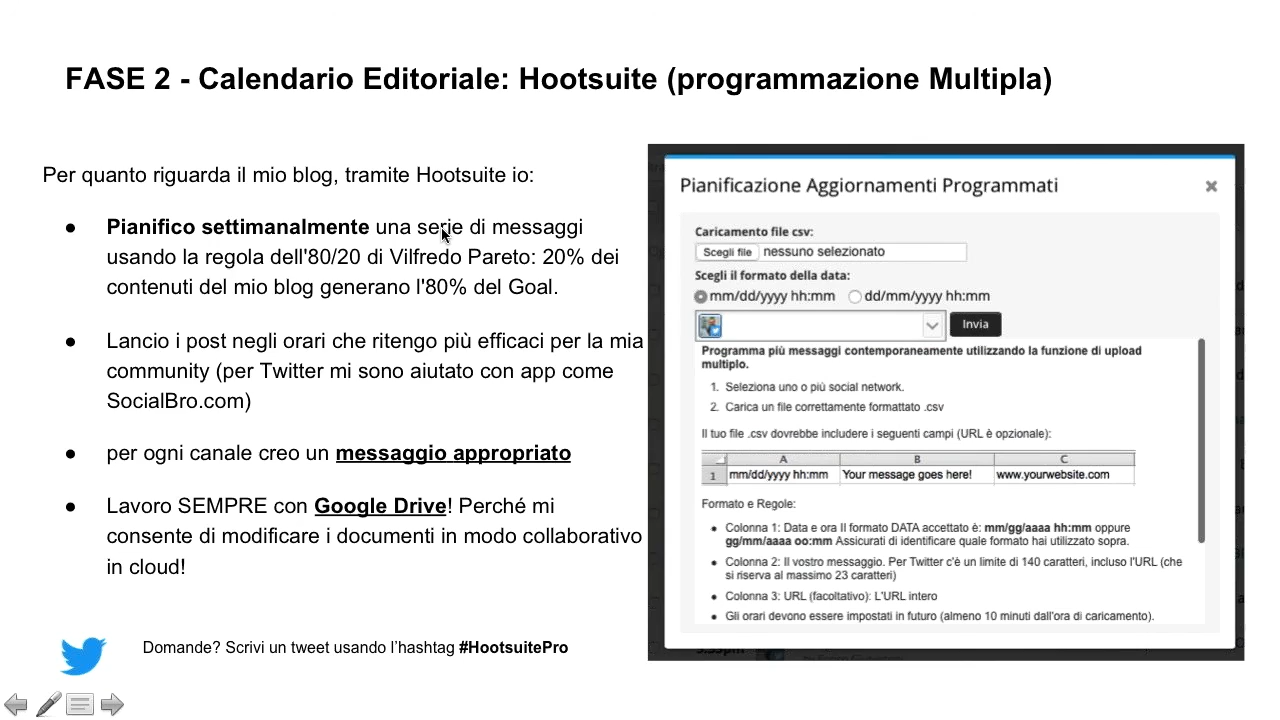 FASE 2 - Calendario Editoriale: Hootsuite (programmazione Multipla)
Per quanto riguarda il mio blog, tramite Hootsuite io:
● Pianifico settimanalmente una serie di messaggi
usando la regola dell'80/20 di Vilfredo Pareto: 20% dei
contenuti del mio blog generano l'80% del Goal.
● Lancio i post negli orari che ritengo più efficaci per la mia
community (per Twitter mi sono aiutato con app come
SocialBro.com)
● per ogni canale creo un messaggio appropriato
● Lavoro SEMPRE con Google Drive! Perché mi
consente di modificare i documenti in modo collaborativo
in cloud!
Domande? Scrivi un tweet usando l'hashtag #HootsuitePro
Pianificazione Aggiornamenti Programmati
Caricamento file csv:
Scegli file nessuno selezionato
Scegli il formato della data:
mm/dd/yyyy hh:mm dd/mm/yyyy hh:mm
Invia
Programma più messaggi contemporaneamente utilizzando la funzione di upload
multiplo.
1. Seleziona uno o più social network.
2. Carica un file correttamente formattato .csv
Il tuo file .csv dovrebbe includere i seguenti campi (URL è opzionale):
A B C
1 mm/dd/yyyy hh:mm Your message goes here! www.yourwebsite.com
Formato e Regole:
• Colonna 1: Data e ora Il formato DATA accettato è: mm/gg/aaaa hh:mm oppure
gg/mm/aaaa oo:mm Assicurati di identificare quale formato hai utilizzato sopra.
• Colonna 2: Il vostro messaggio. Per Twitter c'è un limite di 140 caratteri, incluso l'URL (che
si riserva al massimo 23 caratteri)
• Colonna 3: URL (facoltativo): L'URL intero
• Gli orari devono essere impostati in futuro (almeno 10 minuti dall'ora di caricamento).